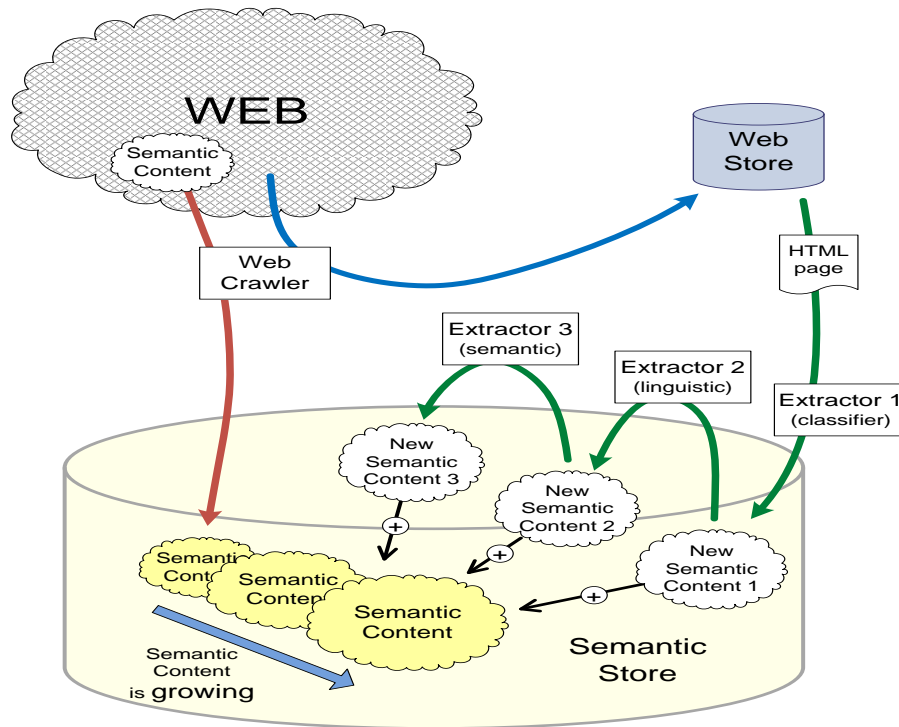 WEB
Semantic
Content
Web
Store
Web
Crawler
HTML
page
Extractor 3
(semantic)
Extractor 2
(linguistic)
Extractor 1
(classifier)
New
Semantic
Content 3
New
Semantic
Content 2
New
Semantic
Content 1
+
+
+
Semantic
Content
Semantic
Content
Semantic
Content
Semantic
Content
is growing
Semantic
Store